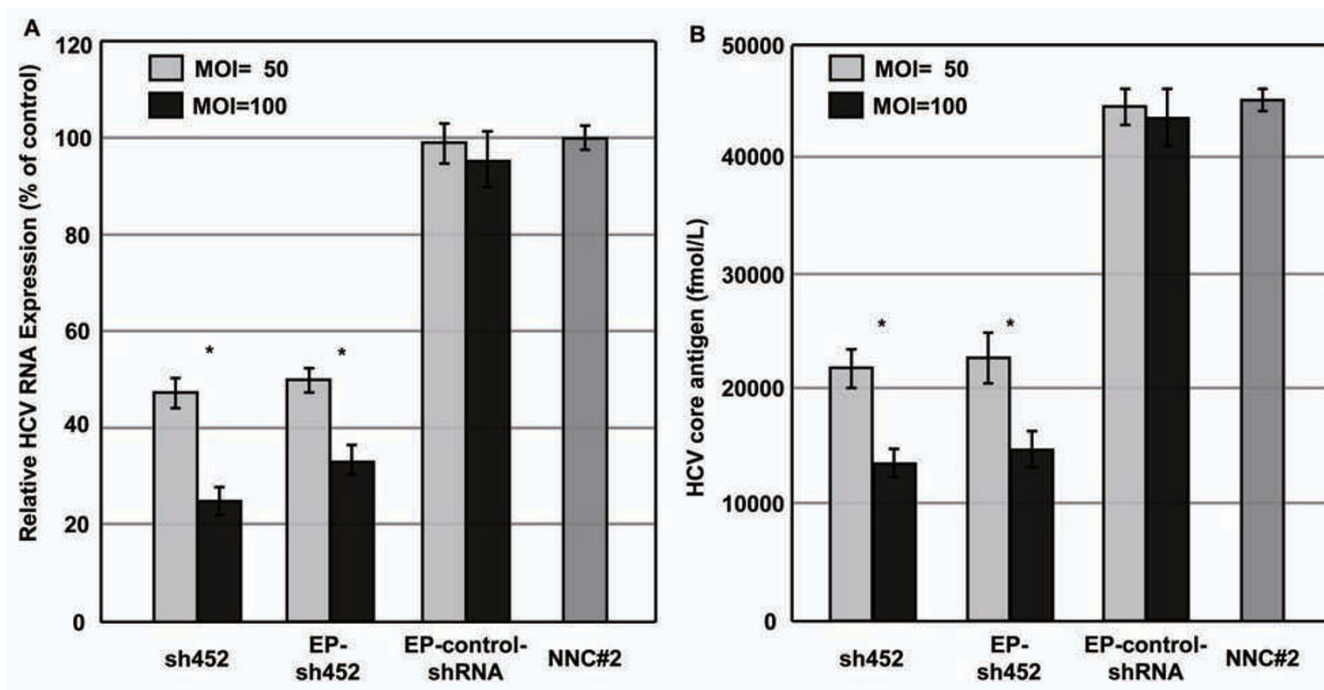 A
Relative HCV RNA Expression (% of control)
120
100
80
60
40
20
0
MOI= 50
MOI=100
*
*
sh452
EP-
sh452
EP-control-
shRNA
NNC#2
B
HCV core antigen (fmol/L)
50000
40000
30000
20000
10000
0
MOI= 50
MOI=100
*
*
sh452
EP-
sh452
EP-control-
shRNA
NNC#2